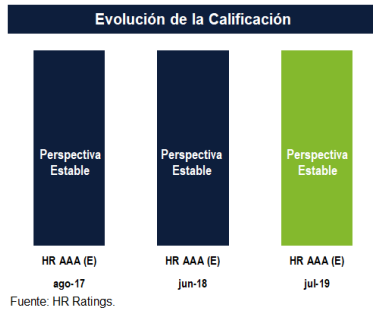 Evolución de la Calificación
Perspectiva Estable
Perspectiva Estable
Perspectiva Estable
HR AAA (E)
HR AAA (E)
HR AAA (E)
ago-17
jun-18
jul-19
Fuente: HR Ratings.